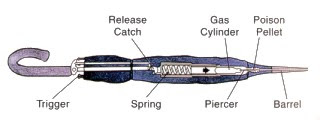 Release
Catch
Gas
Cylinder
Poison
Pellet
Trigger
Spring
Piercer
Barrel